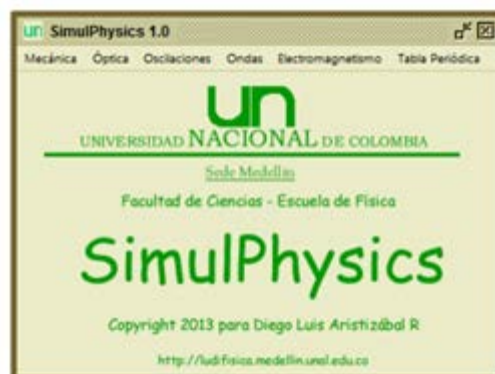 un SimulPhysics 1.0
Mecánica Óptica Oscilaciones Ondas Electromagnetismo Tabla Periódica
un
UNIVERSIDAD NACIONAL DE COLOMBIA
Sede Medellín
Facultad de Ciencias - Escuela de Física
SimulPhysics
Copyright 2013 para Diego Luis Aristizábal R
http://ludifisica.medellin.unal.edu.co